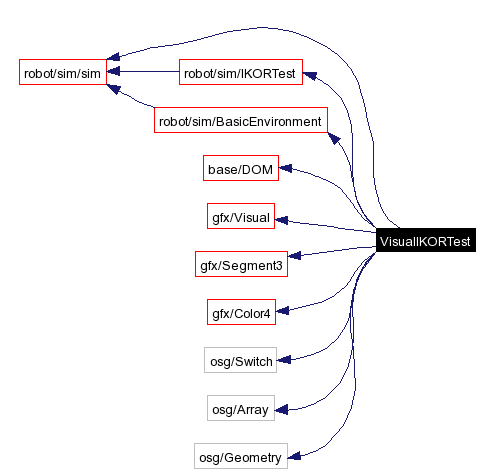 robot/sim/sim
robot/sim/IKORTest
robot/sim/BasicEnvironment
base/DOM
gfx/Visual
VisualIKORTest
gfx/Segment3
gfx/Color4
osg/Switch
osg/Array
osg/Geometry